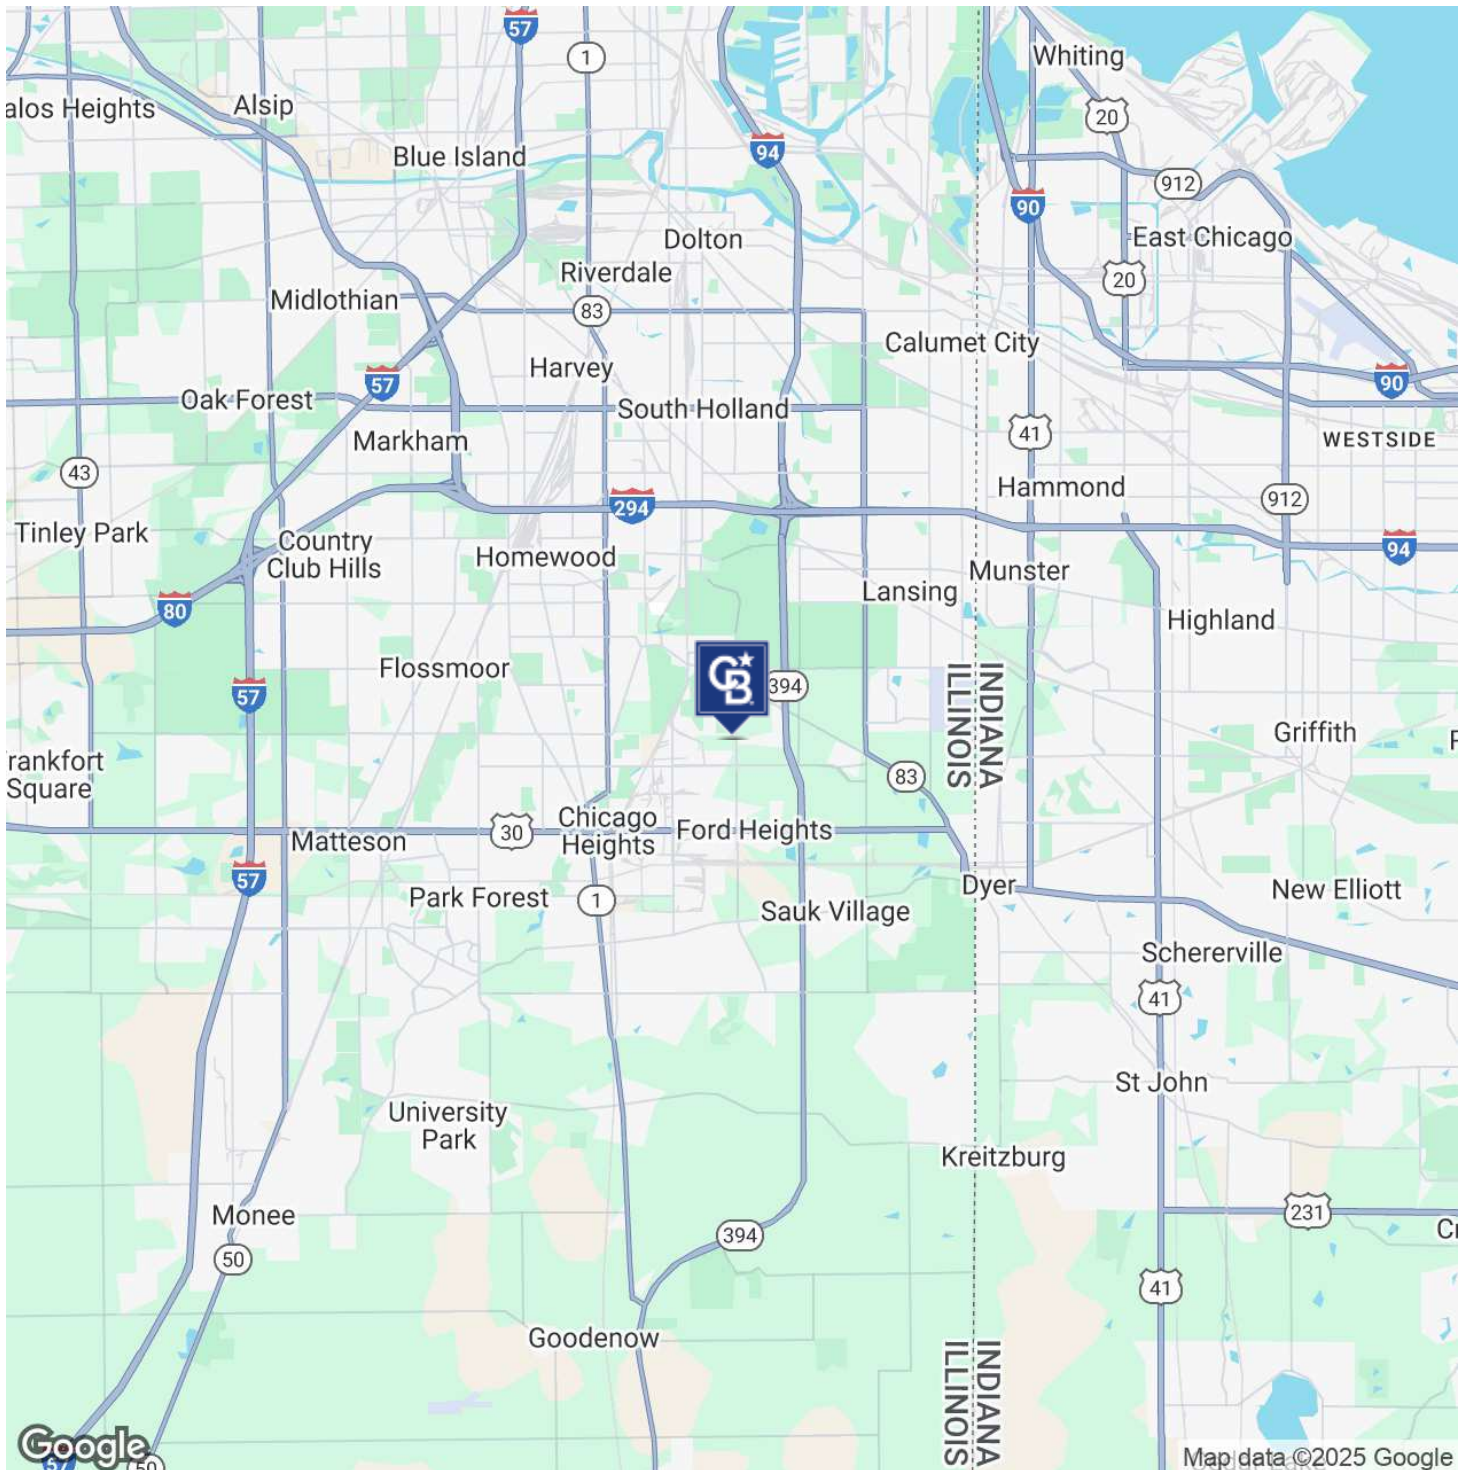 57
1
Whiting
alos Heights
Alsip
20
Blue Island
94
912
90
Dolton
East Chicago
Riverdale
20
Midlothian
83
Calumet City
Harvey
57
90
Oak Forest
South Holland
41
Markham
WESTSIDE
43
Hammond
912
294
Tinley Park
Country
Club Hills
Homewood
94
Munster
80
Lansing
Highland
Flossmoor
CB
394
57
INDIANA
ILLINOIS
Griffith
rankfort
Square
83
Chicago
Heights
30
Ford Heights
Matteson
57
Park Forest
1
Dyer
New Elliott
Sauk Village
Schererville
41
St John
University
Park
Kreitzburg
Monee
231
394
50
41
Goodenow
INDIANA
ILLINOIS
Google
57
50
Map data ©2025 Google